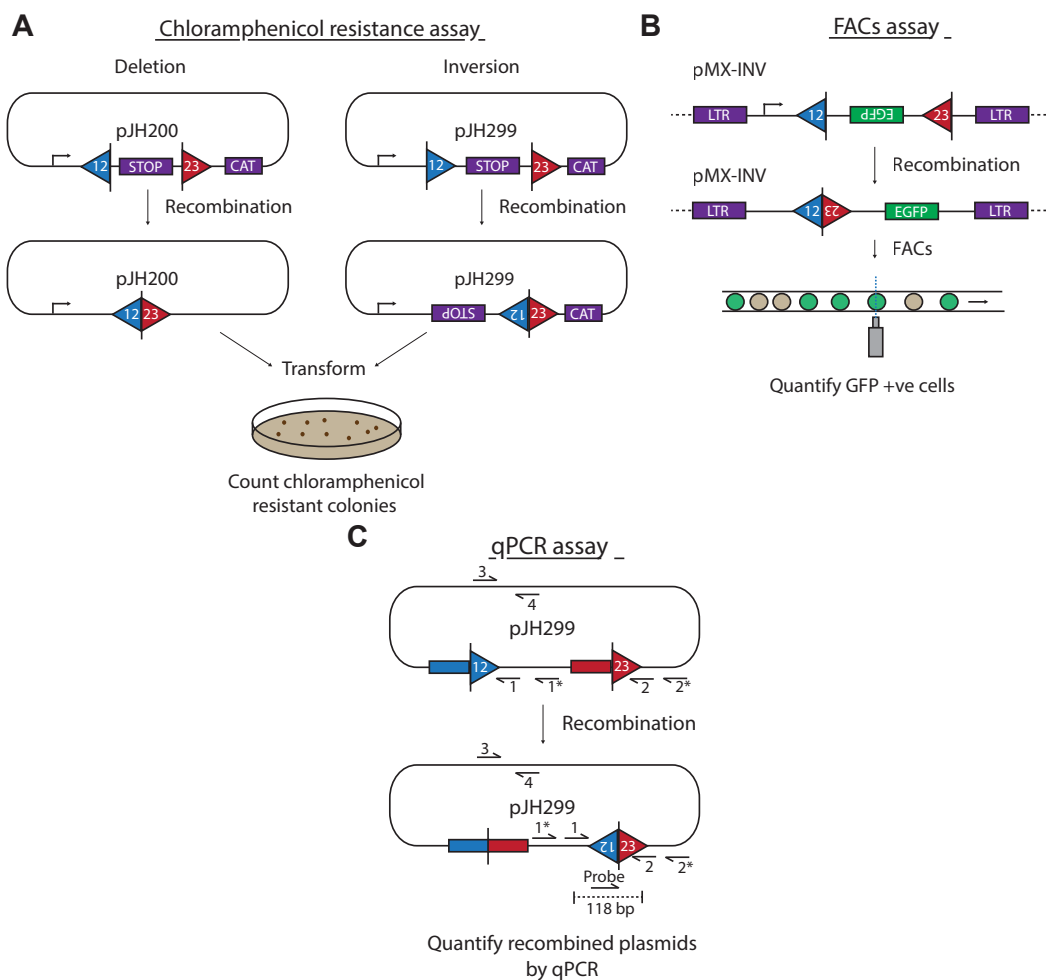 A
Chloramphenicol resistance assay
Deletion
Inversion
pJH200
pJH299
12 STOP 23 CAT
12 STOP 23 CAT
Recombination
Recombination
pJH200
pJH299
12 23
STOP 12 23 CAT
Transform
Count chloramphenicol
resistant colonies
B
FACs assay
pMX-INV
LTR 12 EGFP 23 LTR
Recombination
pMX-INV
LTR 12 23 EGFP LTR
FACs
Quantify GFP +ve cells
C
qPCR assay
3
4
pJH299
12 23
1 1* 2 2*
Recombination
3
4
pJH299
1* 1
12 23
2 2*
Probe
118 bp
Quantify recombined plasmids
by qPCR